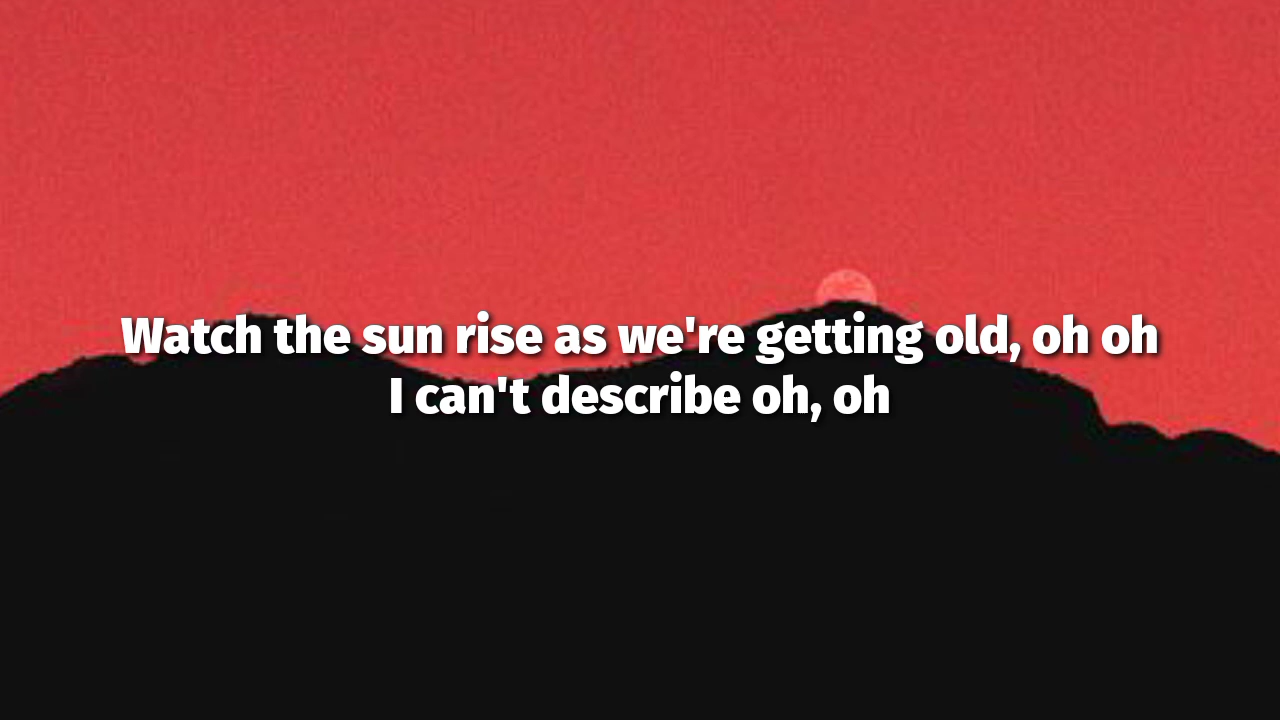 Watch the sun rise as we're getting old, oh oh
I can't describe oh, oh